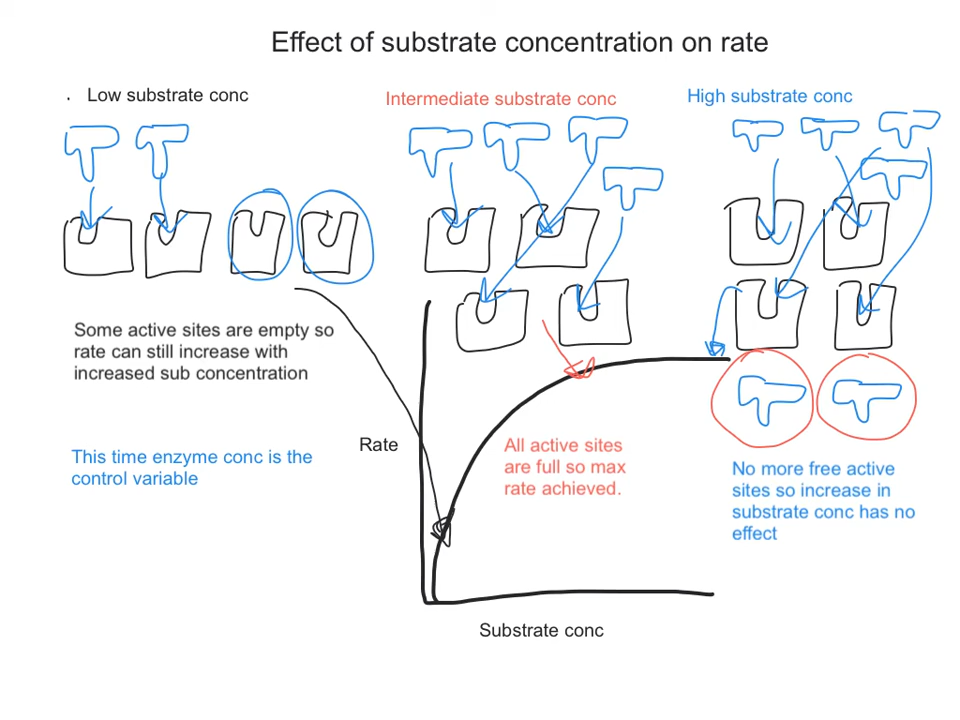 Effect of substrate concentration on rate
Low substrate conc
Intermediate substrate conc
High substrate conc
Some active sites are empty so
rate can still increase with
increased sub concentration
This time enzyme conc is the
control variable
Rate
All active sites
are full so max
rate achieved.
No more free active
sites so increase in
substrate conc has no
effect
Substrate conc